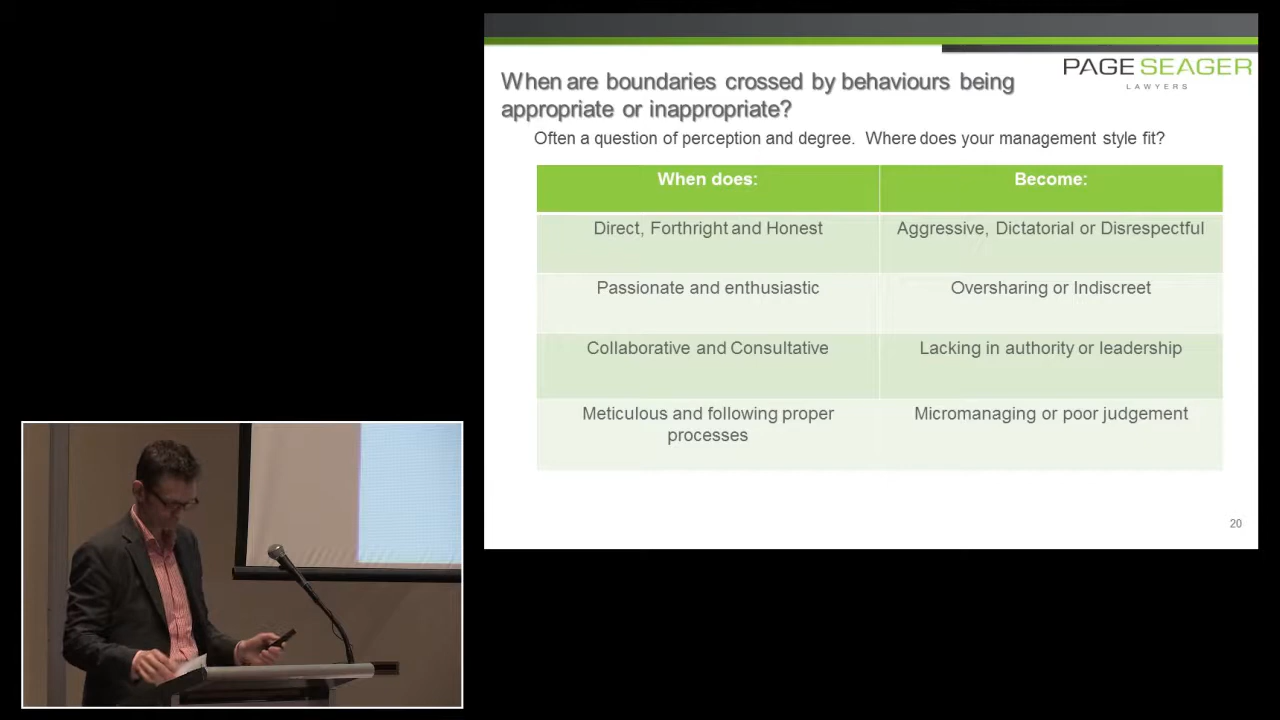 PAGE SEAGER
LAWYERS
When are boundaries crossed by behaviours being
appropriate or inappropriate?
Often a question of perception and degree. Where does your management style fit?
When does:
Become:
Direct, Forthright and Honest
Aggressive, Dictatorial or Disrespectful
Passionate and enthusiastic
Oversharing or Indiscreet
Collaborative and Consultative
Lacking in authority or leadership
Meticulous and following proper
processes
Micromanaging or poor judgement
20